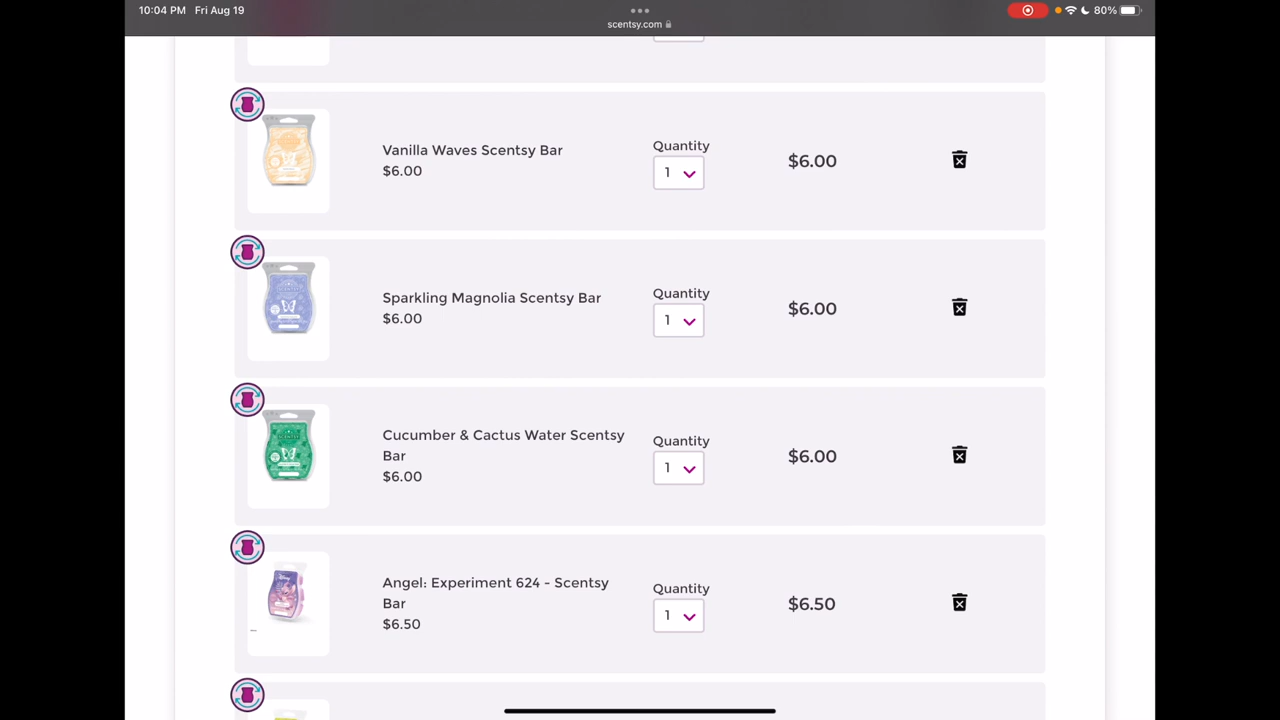 10:04 PM Fri Aug 19
80%
scentsy.com
Vanilla Waves Scentsy Bar
$6.00
Quantity
1
$6.00
Sparkling Magnolia Scentsy Bar
$6.00
Quantity
1
$6.00
Cucumber & Cactus Water Scentsy
Bar
$6.00
Quantity
1
$6.00
Angel: Experiment 624 - Scentsy
Bar
$6.50
Quantity
1
$6.50